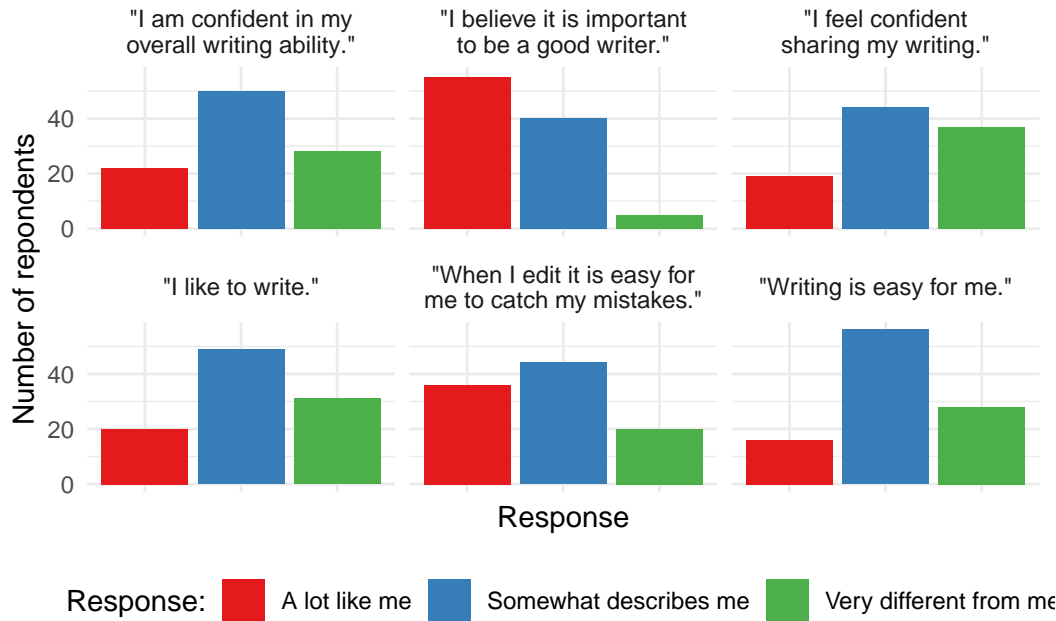 "I am confident in my
overall writing ability."
"I believe it is important
to be a good writer."
"I feel confident
sharing my writing."
40
20
0
"I like to write."
"When I edit it is easy for
me to catch my mistakes."
"Writing is easy for me."
40
20
0
Number of repondents
Response
Response:
A lot like me
Somewhat describes me
Very different from me